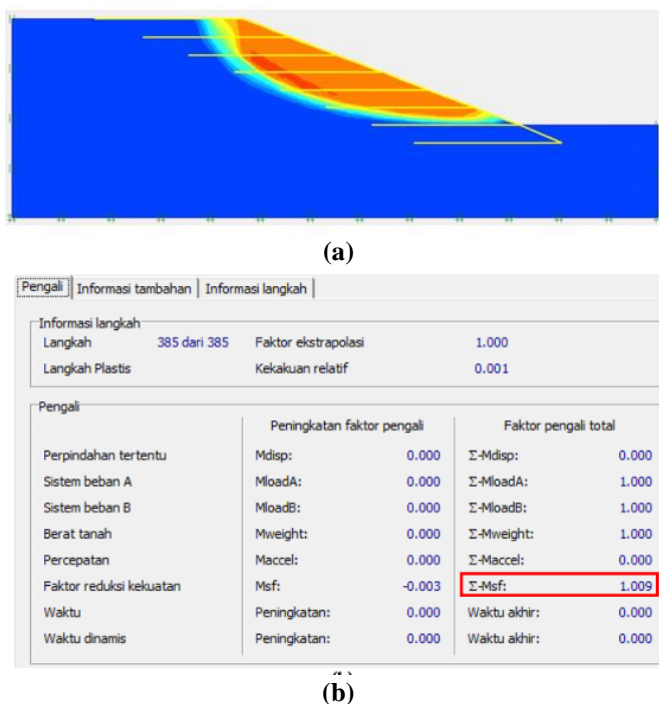 (a)
Pengali Informasi tambahan Informasi langkah
Informasi langkah
Langkah 385 dari 385 Faktor ekstrapolasi 1.000
Langkah Plastis Kekakuan relatif 0.001
Pengali
Peningkatan faktor pengali Faktor pengali total
Perpindahan tertentu Mdisp: 0.000 Σ-Mdisp: 0.000
Sistem beban A MloadA: 0.000 Σ-MloadA: 1.000
Sistem beban B MloadB: 0.000 Σ-MloadB: 1.000
Berat tanah Mweight: 0.000 Σ-Mweight: 1.000
Percepatan Maccel: 0.000 Σ-Maccel: 0.000
Faktor reduksi kekuatan Msf: -0.003 Σ-Msf: 1.009
Waktu Peningkatan: 0.000 Waktu akhir: 0.000
Waktu dinamis Peningkatan: 0.000 Waktu akhir: 0.000
(b)